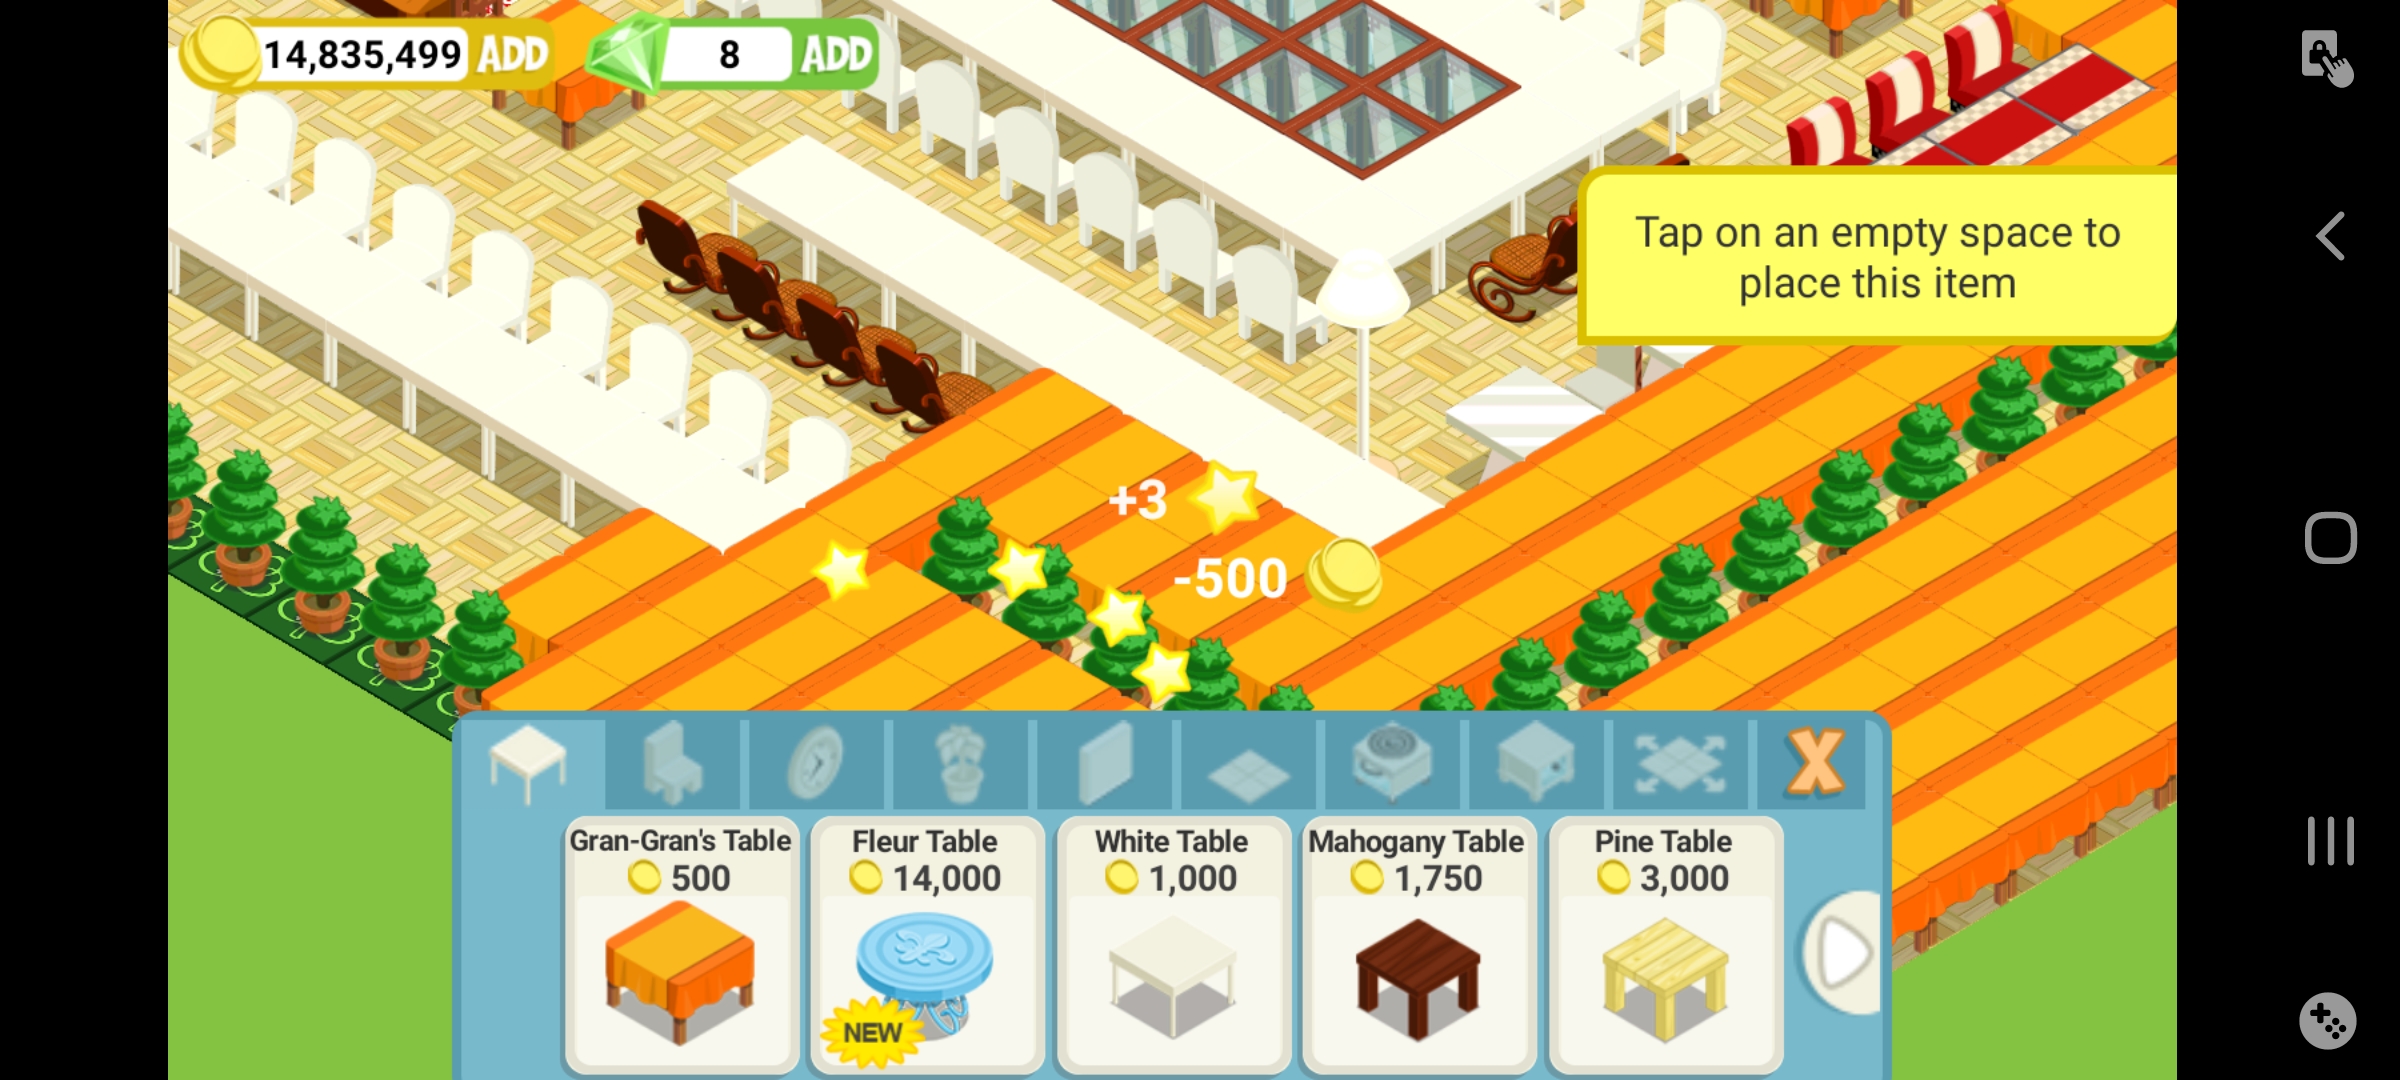 14,835,499 ADD 8 ADD
Tap on an empty space to
place this item
+3
-500
X
Gran-Gran's Table
500
Fleur Table
14,000
NEW
White Table
1,000
Mahogany Table
1,750
Pine Table
3,000